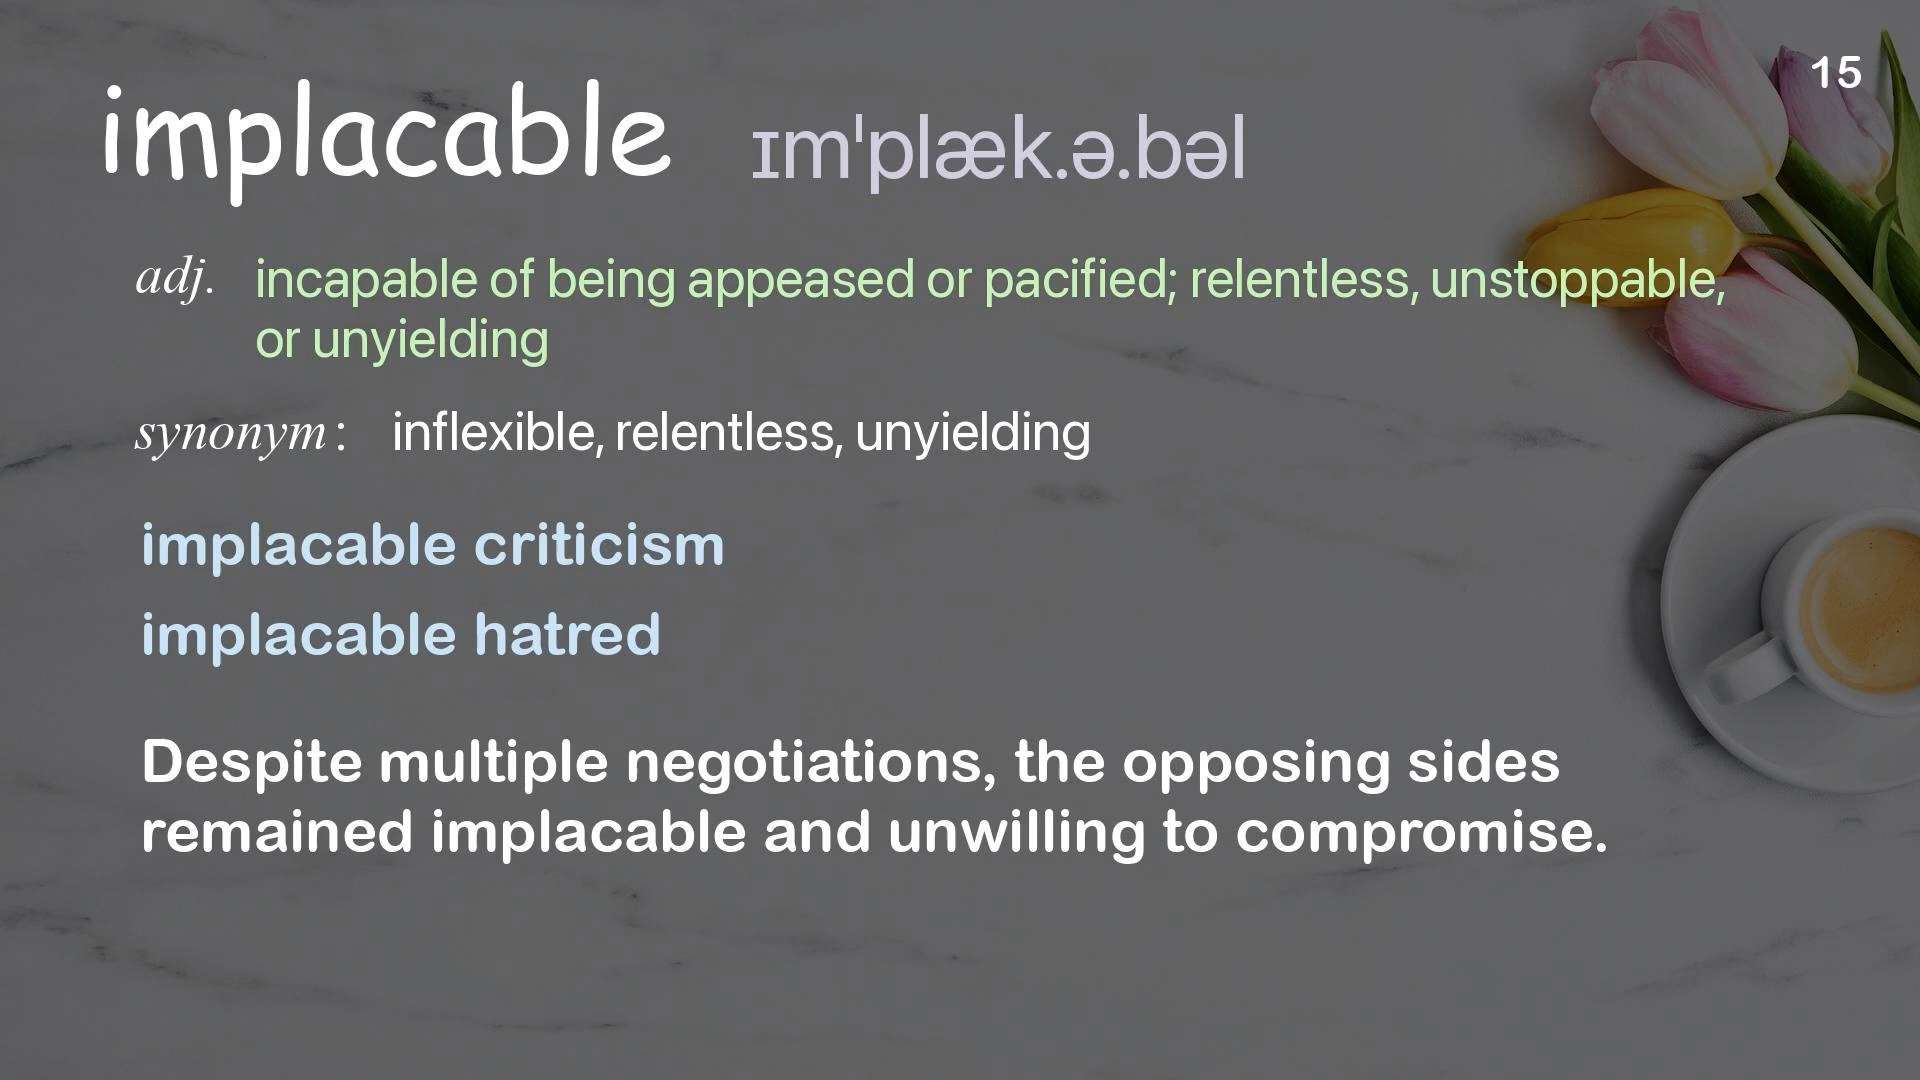 15
implacable ɪmˈplæk.ə.bəl
adj. incapable of being appeased or pacified; relentless, unstoppable,
or unyielding
synonym: inflexible, relentless, unyielding
implacable criticism
implacable hatred
Despite multiple negotiations, the opposing sides
remained implacable and unwilling to compromise.